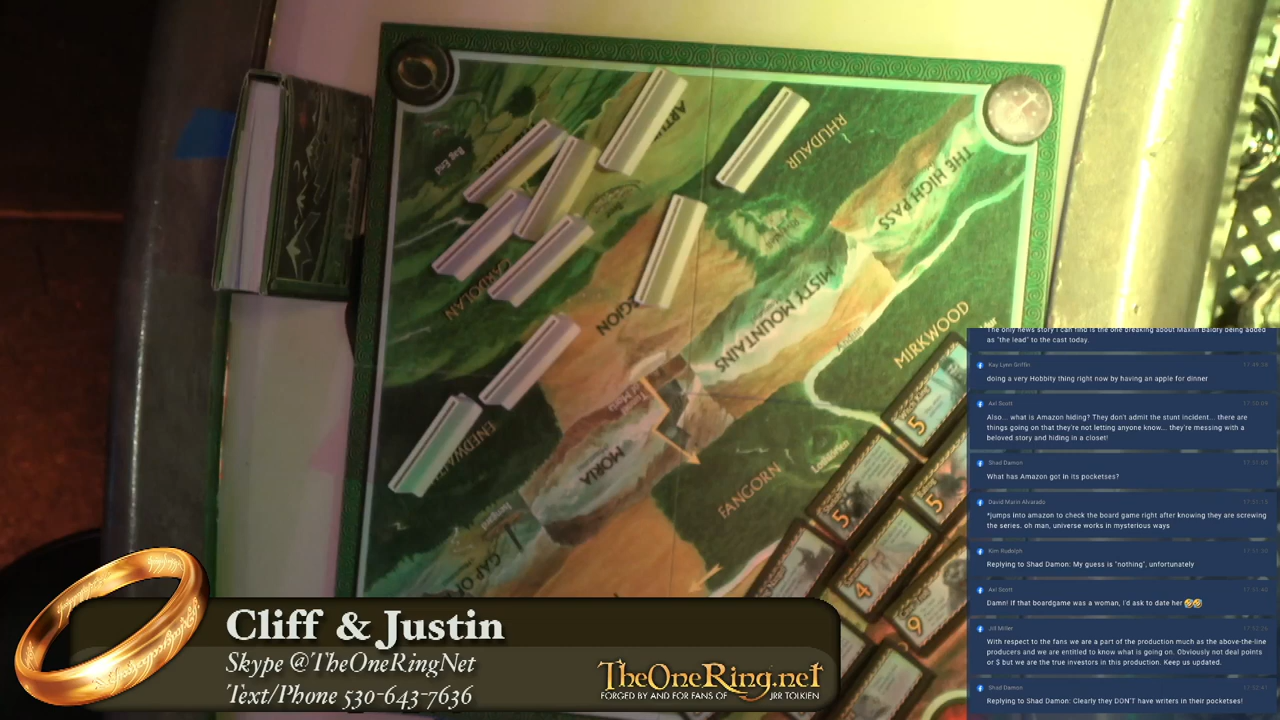 Bag End
CARDOLAN
RHUDAUR
THE HIGH PASS
EGION
MISTY MOUNTAINS
MIRKWOOD
ENEDWAI
MORIA
FANGORN
GAP O
5
5
5
4
9
The only news story I can find is the one breaking about Maxim Baldry being added
as "the lead" to the cast today.
Kay Lynn Griffin
doing a very Hobbity thing right now by having an apple for dinner
Axl Scott
Also... what is Amazon hiding? They don't admit the stunt incident... there are
things going on that they're not letting anyone know... they're messing with a
beloved story and hiding in a closet!
Shad Damon
What has Amazon got in its pocketses?
David Marin Alvarado
*jumps into amazon to check the board game right after knowing they are screwing
the series. oh man, universe works in mysterious ways
Kim Rudolph
Replying to Shad Damon: My guess is "nothing", unfortunately
Axl Scott
Damn! If that boardgame was a woman, I'd ask to date her 🤣🤣
Jill Miller
With respect to the fans we are a part of the production much as the above-the-line
producers and we are entitled to know what is going on. Obviously not deal points
or $ but we are the true investors in this production. Keep us updated.
Shad Damon
Replying to Shad Damon: Clearly they DON'T have writers in their pocketses!
Cliff & Justin
Skype @TheOneRingNet
Text/Phone 530-643-7636
TheOneRing.net
FORGED BY AND FOR FANS OF JRR TOLKIEN